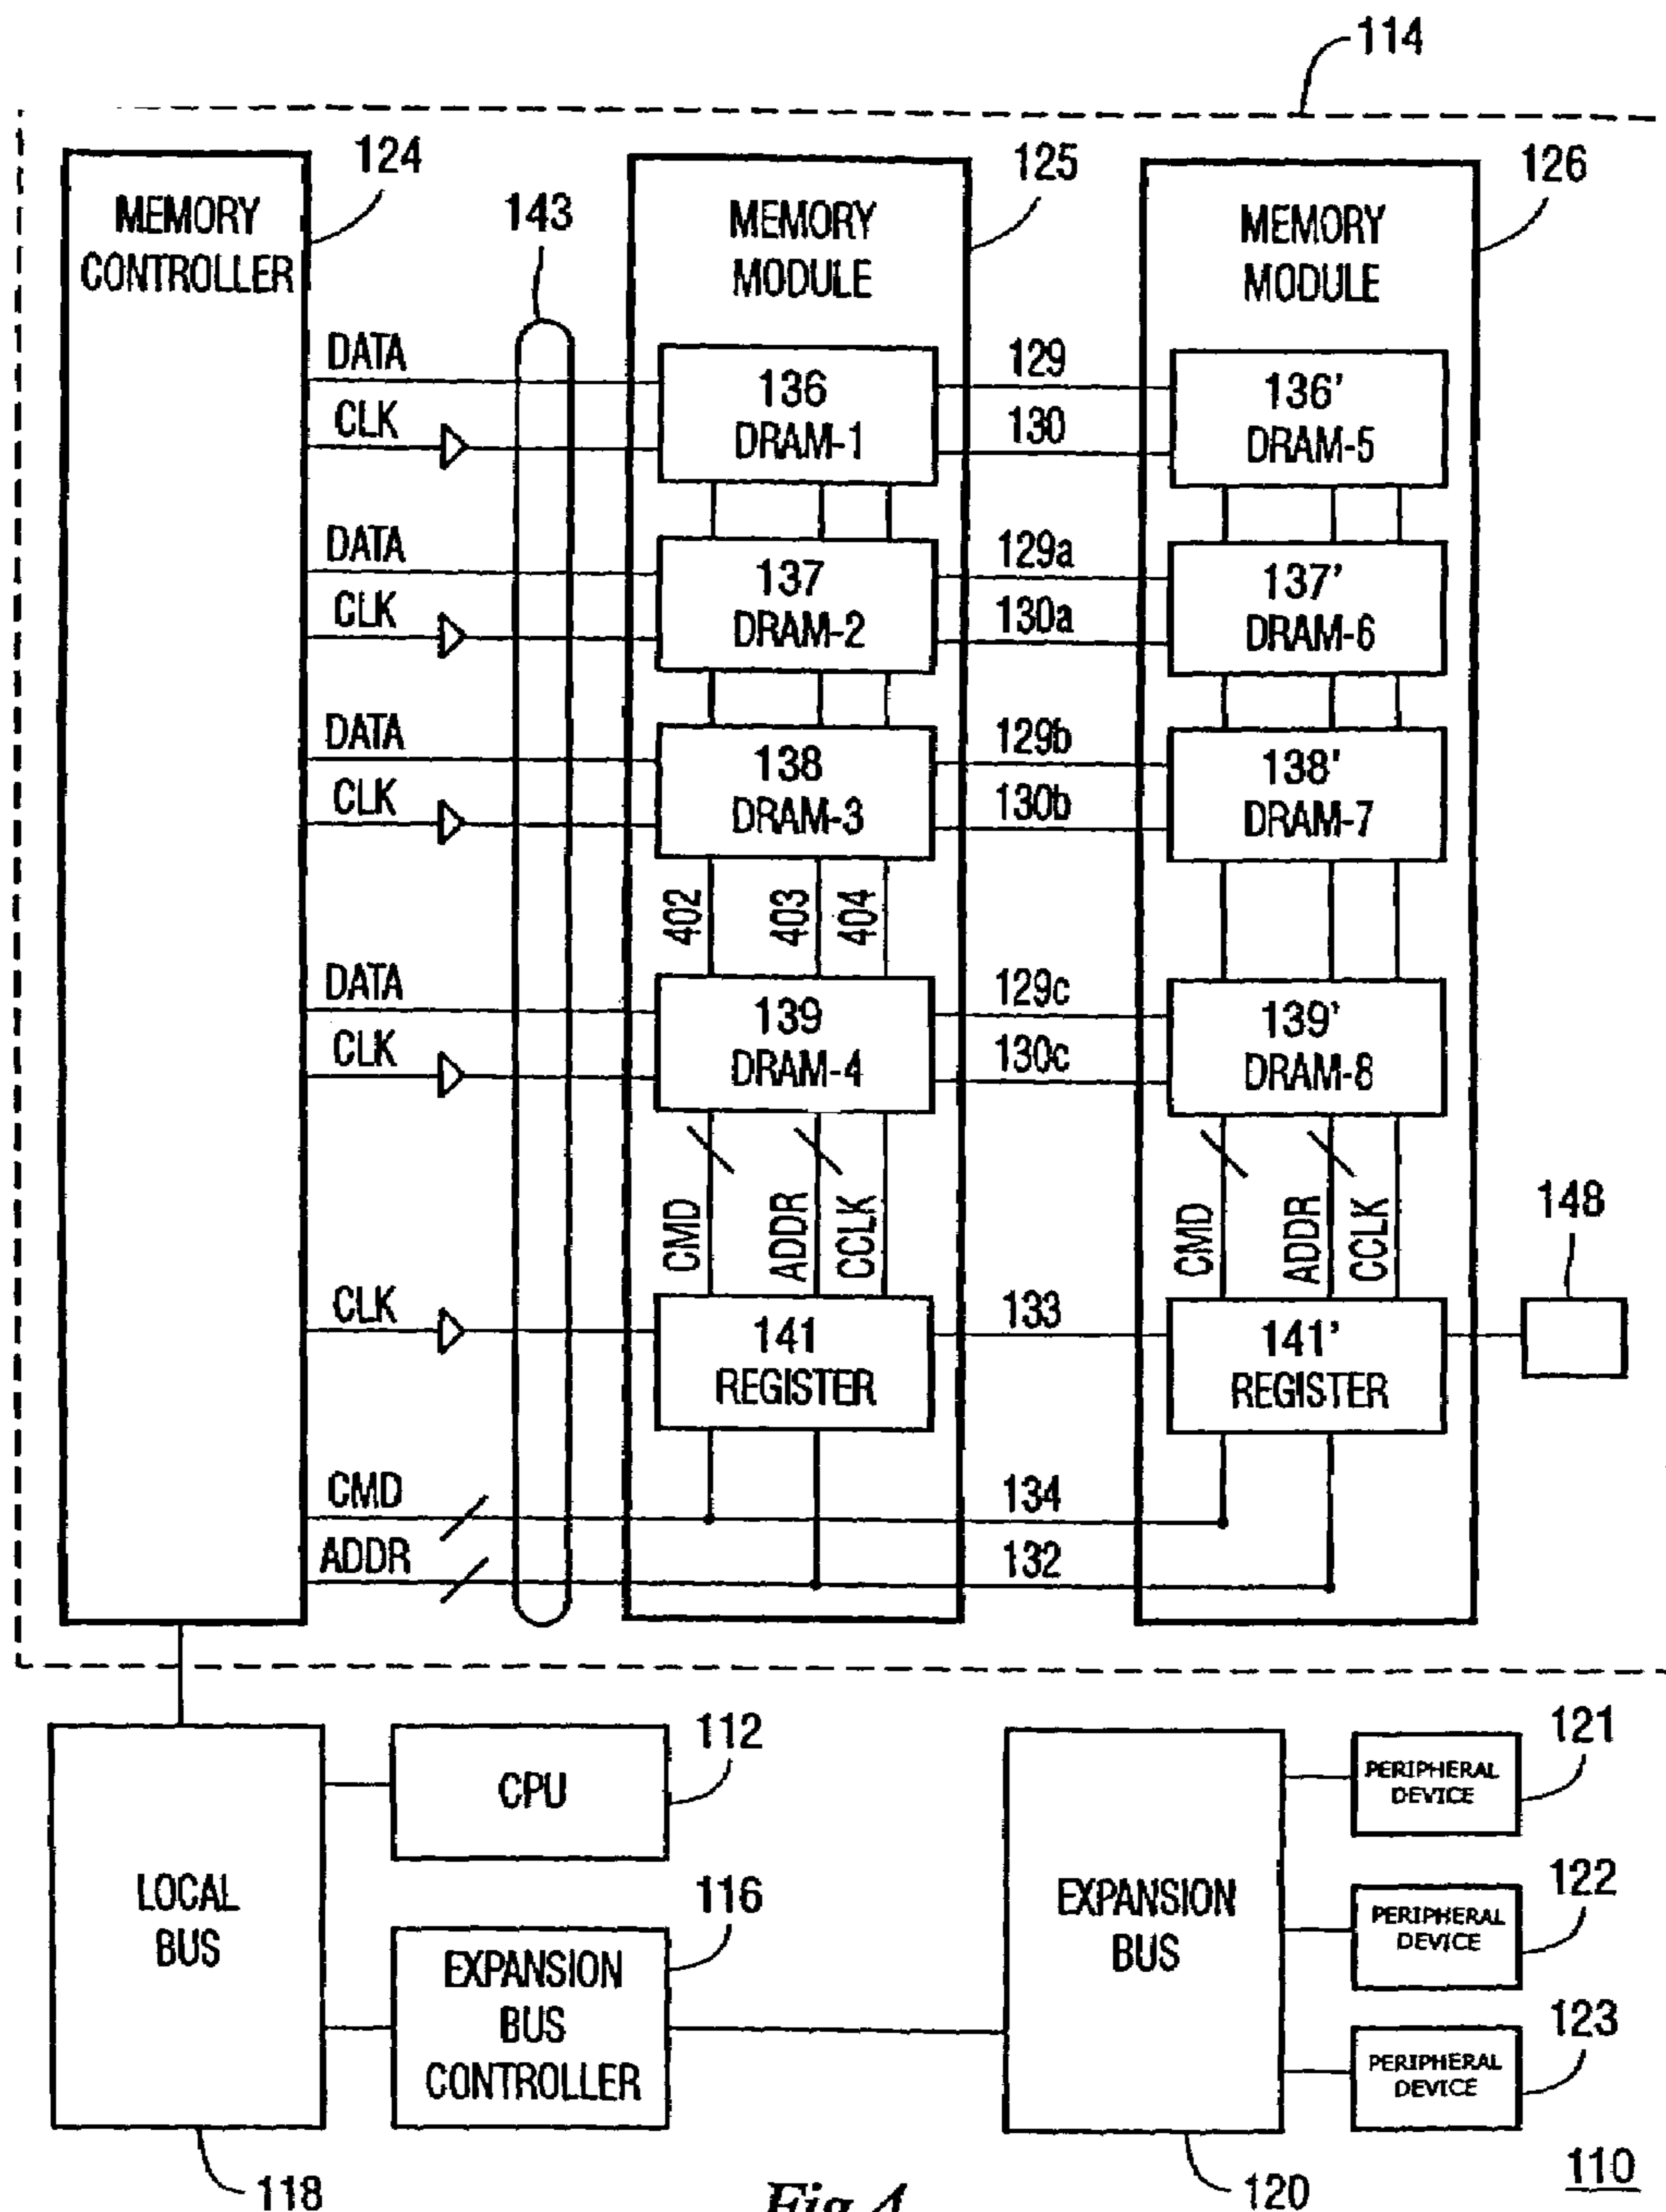 114
124
125
126
143
MEMORY
CONTROLLER
MEMORY
MODULE
MEMORY
MODULE
DATA
CLK
136
DRAM-1
129
130
136'
DRAM-5
DATA
CLK
137
DRAM-2
129a
130a
137'
DRAM-6
DATA
CLK
138
DRAM-3
129b
130b
138'
DRAM-7
402
403
404
DATA
CLK
139
DRAM-4
129c
130c
139'
DRAM-8
CMD
ADDR
CCLK
CMD
ADDR
CCLK
148
CLK
141
REGISTER
133
141'
REGISTER
CMD
134
ADDR
132
LOCAL
BUS
118
CPU
112
EXPANSION
BUS
CONTROLLER
116
EXPANSION
BUS
120
PERIPHERAL
DEVICE
121
PERIPHERAL
DEVICE
122
PERIPHERAL
DEVICE
123
110
Fig 4